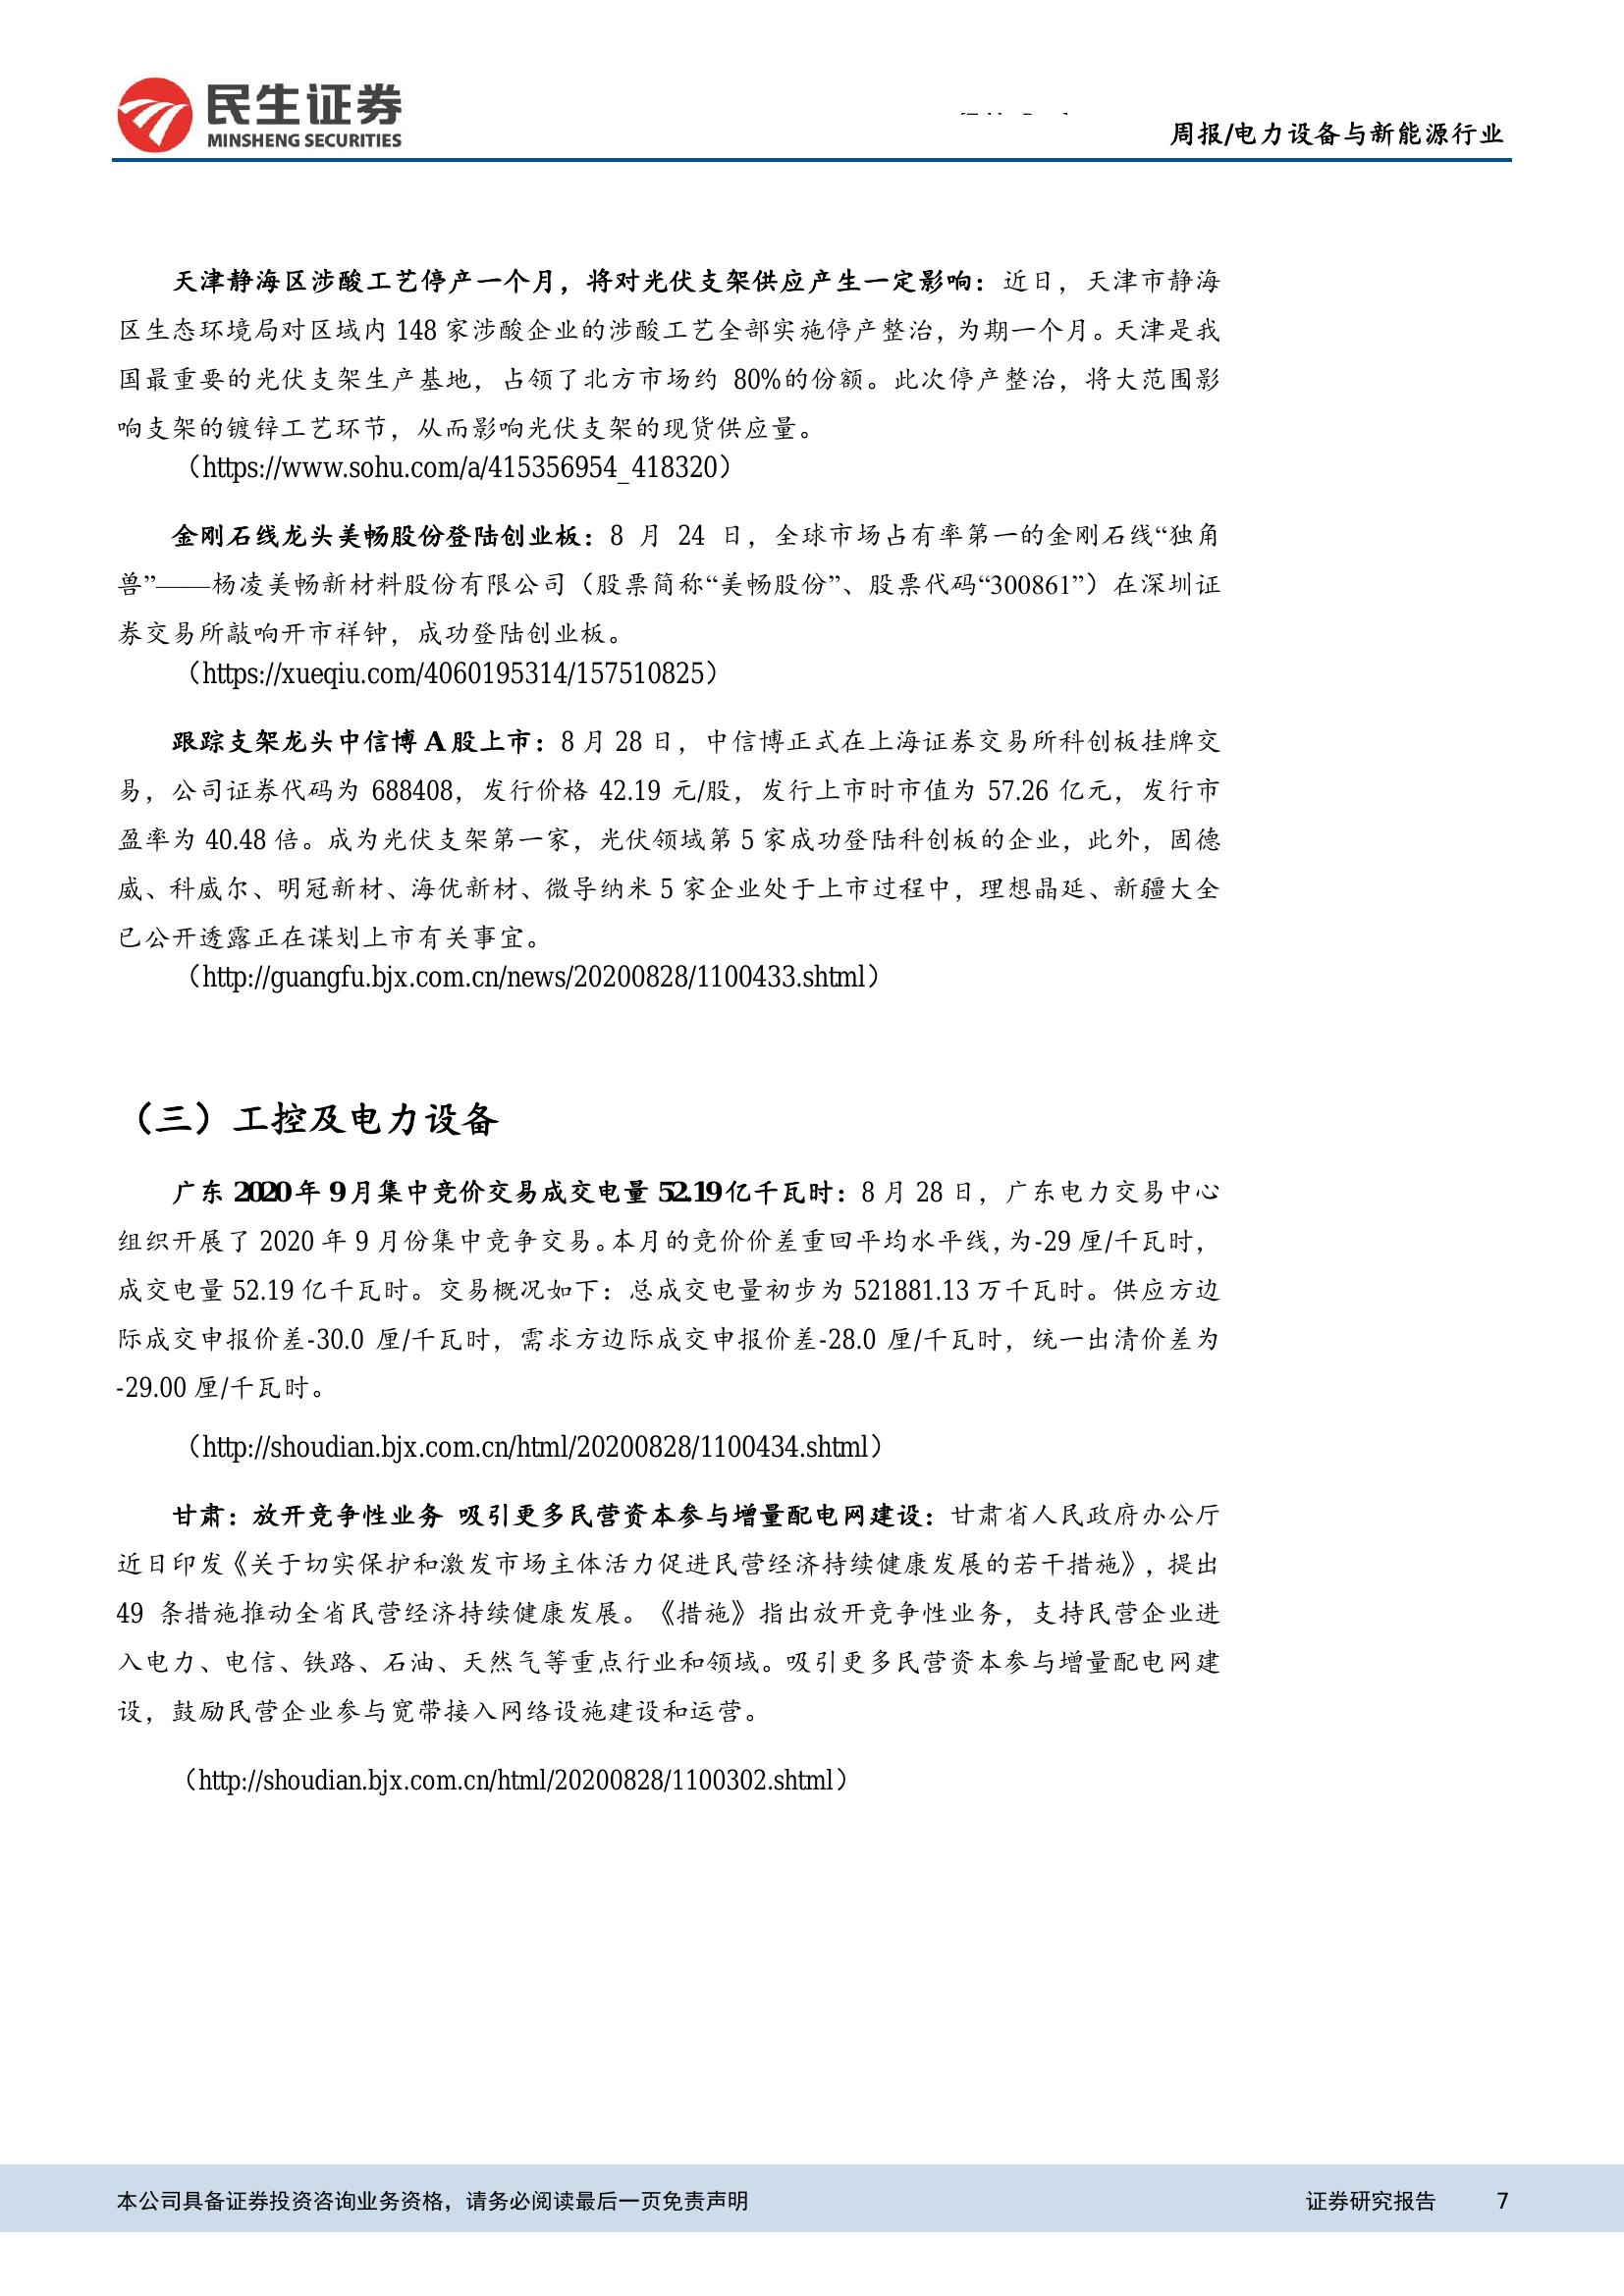 民生证券
MINSHENG SECURITIES
周报/电力设备与新能源行业
天津静海区涉酸工艺停产一个月，将对光伏支架供应产生一定影响：近日，天津市静海
区生态环境局对区域内 148 家涉酸企业的涉酸工艺全部实施停产整治，为期一个月。天津是我
国最重要的光伏支架生产基地，占领了北方市场约 80%的份额。此次停产整治，将大范围影
响支架的镀锌工艺环节，从而影响光伏支架的现货供应量。
（https://www.sohu.com/a/415356954_418320）
金刚石线龙头美畅股份登陆创业板：8 月 24 日，全球市场占有率第一的金刚石线“独角
兽”——杨凌美畅新材料股份有限公司（股票简称“美畅股份”、股票代码“300861”）在深圳证
券交易所敲响开市祥钟，成功登陆创业板。
（https://xueqiu.com/4060195314/157510825）
跟踪支架龙头中信博 A 股上市：8 月 28 日，中信博正式在上海证券交易所科创板挂牌交
易，公司证券代码为 688408，发行价格 42.19 元/股，发行上市时市值为 57.26 亿元，发行市
盈率为 40.48 倍。成为光伏支架第一家，光伏领域第 5 家成功登陆科创板的企业，此外，固德
威、科威尔、明冠新材、海优新材、微导纳米 5 家企业处于上市过程中，理想晶延、新疆大全
已公开透露正在谋划上市有关事宜。
（http://guangfu.bjx.com.cn/news/20200828/1100433.shtml）
（三）工控及电力设备
广东 2020 年 9 月集中竞价交易成交电量 52.19 亿千瓦时：8 月 28 日，广东电力交易中心
组织开展了 2020 年 9 月份集中竞争交易。本月的竞价价差重回平均水平线，为-29 厘/千瓦时，
成交电量 52.19 亿千瓦时。交易概况如下：总成交电量初步为 521881.13 万千瓦时。供应方边
际成交申报价差-30.0 厘/千瓦时，需求方边际成交申报价差-28.0 厘/千瓦时，统一出清价差为
-29.00 厘/千瓦时。
（http://shoudian.bjx.com.cn/html/20200828/1100434.shtml）
甘肃：放开竞争性业务 吸引更多民营资本参与增量配电网建设：甘肃省人民政府办公厅
近日印发《关于切实保护和激发市场主体活力促进民营经济持续健康发展的若干措施》，提出
49 条措施推动全省民营经济持续健康发展。《措施》指出放开竞争性业务，支持民营企业进
入电力、电信、铁路、石油、天然气等重点行业和领域。吸引更多民营资本参与增量配电网建
设，鼓励民营企业参与宽带接入网络设施建设和运营。
（http://shoudian.bjx.com.cn/html/20200828/1100302.shtml）
本公司具备证券投资咨询业务资格，请务必阅读最后一页免责声明
证券研究报告 7